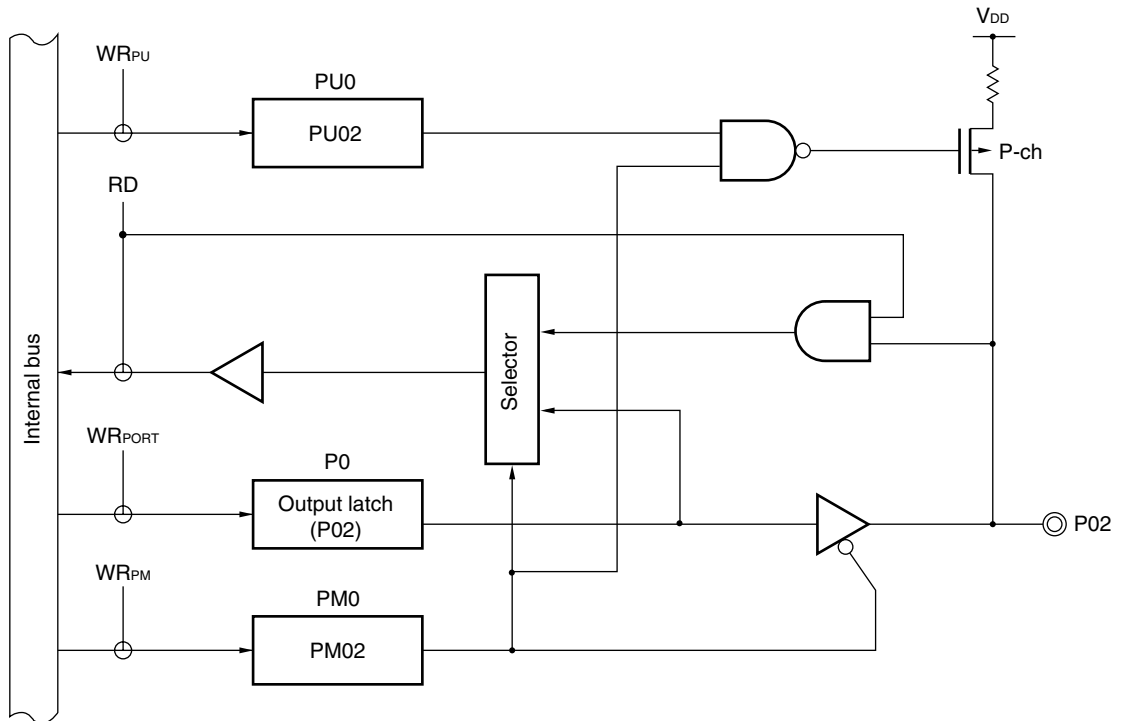 VDD
WRPU
PU0
PU02
P-ch
RD
Selector
Internal bus
WRPORT
P0
Output latch
(P02)
P02
WRPM
PM0
PM02